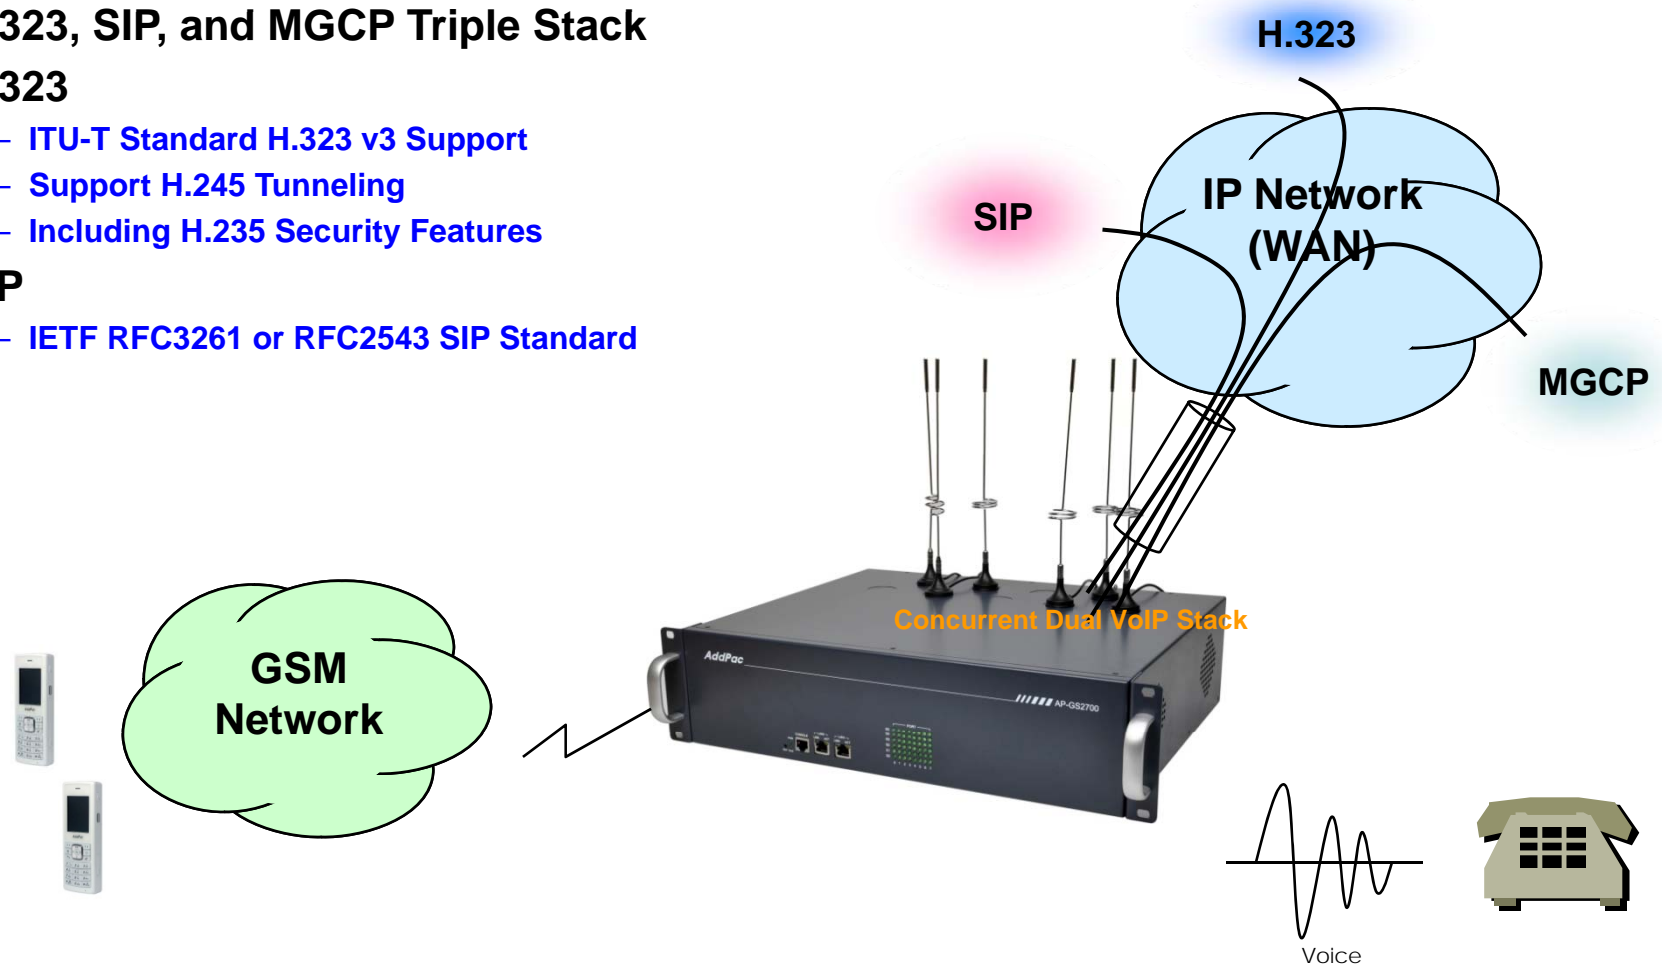 323, SIP, and MGCP Triple Stack
323
– ITU-T Standard H.323 v3 Support
– Support H.245 Tunneling
– Including H.235 Security Features
P
– IETF RFC3261 or RFC2543 SIP Standard
H.323
SIP
IP Network
(WAN)
MGCP
Concurrent Dual VoIP Stack
AddPac
AP-GS2700
GSM
Network
Voice